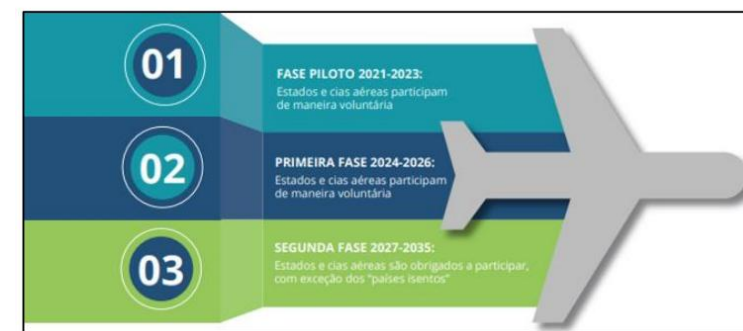 01
FASE PILOTO 2021-2023:
Estados e cias aéreas participam
de maneira voluntária
02
PRIMEIRA FASE 2024-2026:
Estados e cias aéreas participam
de maneira voluntária
03
SEGUNDA FASE 2027-2035:
Estados e cias aéreas são obrigados a participar,
com exceção dos "países isentos"